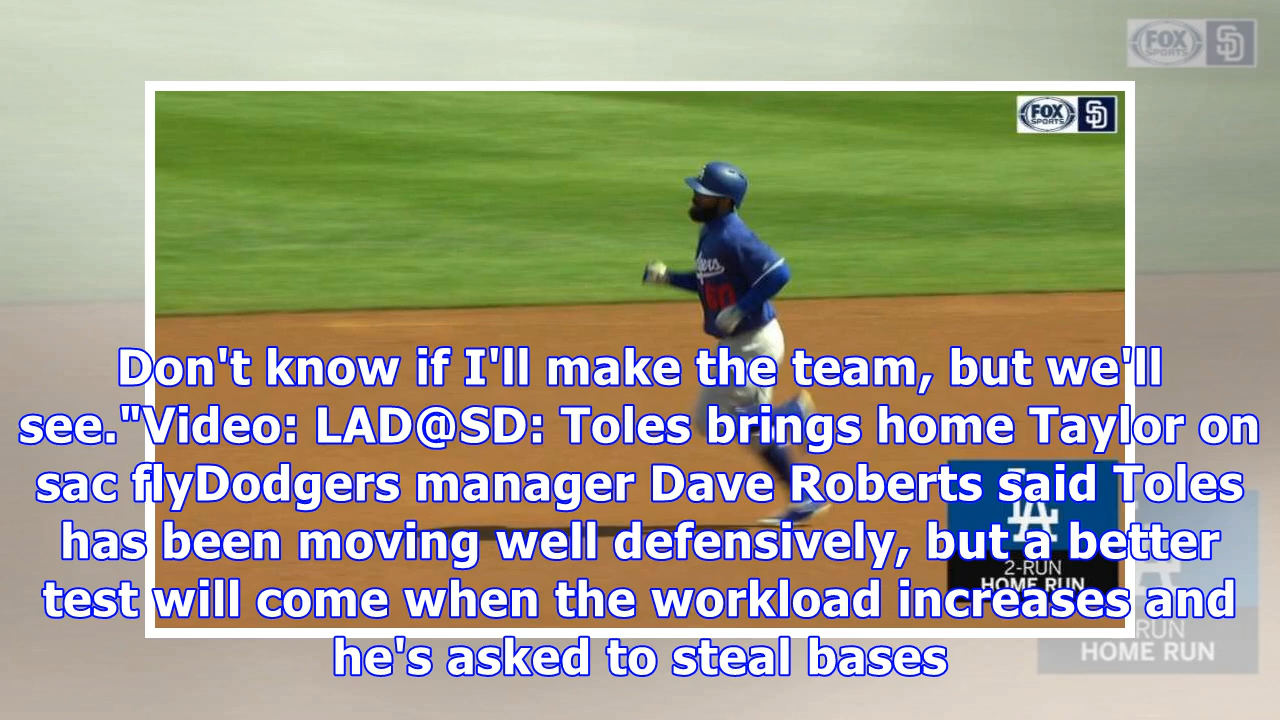 FOX
SPORTS
SD
FOX
SPORTS
SD
Dodgers
60
Don't know if I'll make the team, but we'll
see."Video: LAD@SD: Toles brings home Taylor on
sac flyDodgers manager Dave Roberts said Toles
has been moving well defensively, but a better
test will come when the workload increases and
he's asked to steal bases
LA
2-RUN
HOME RUN
RUN
HOME RUN